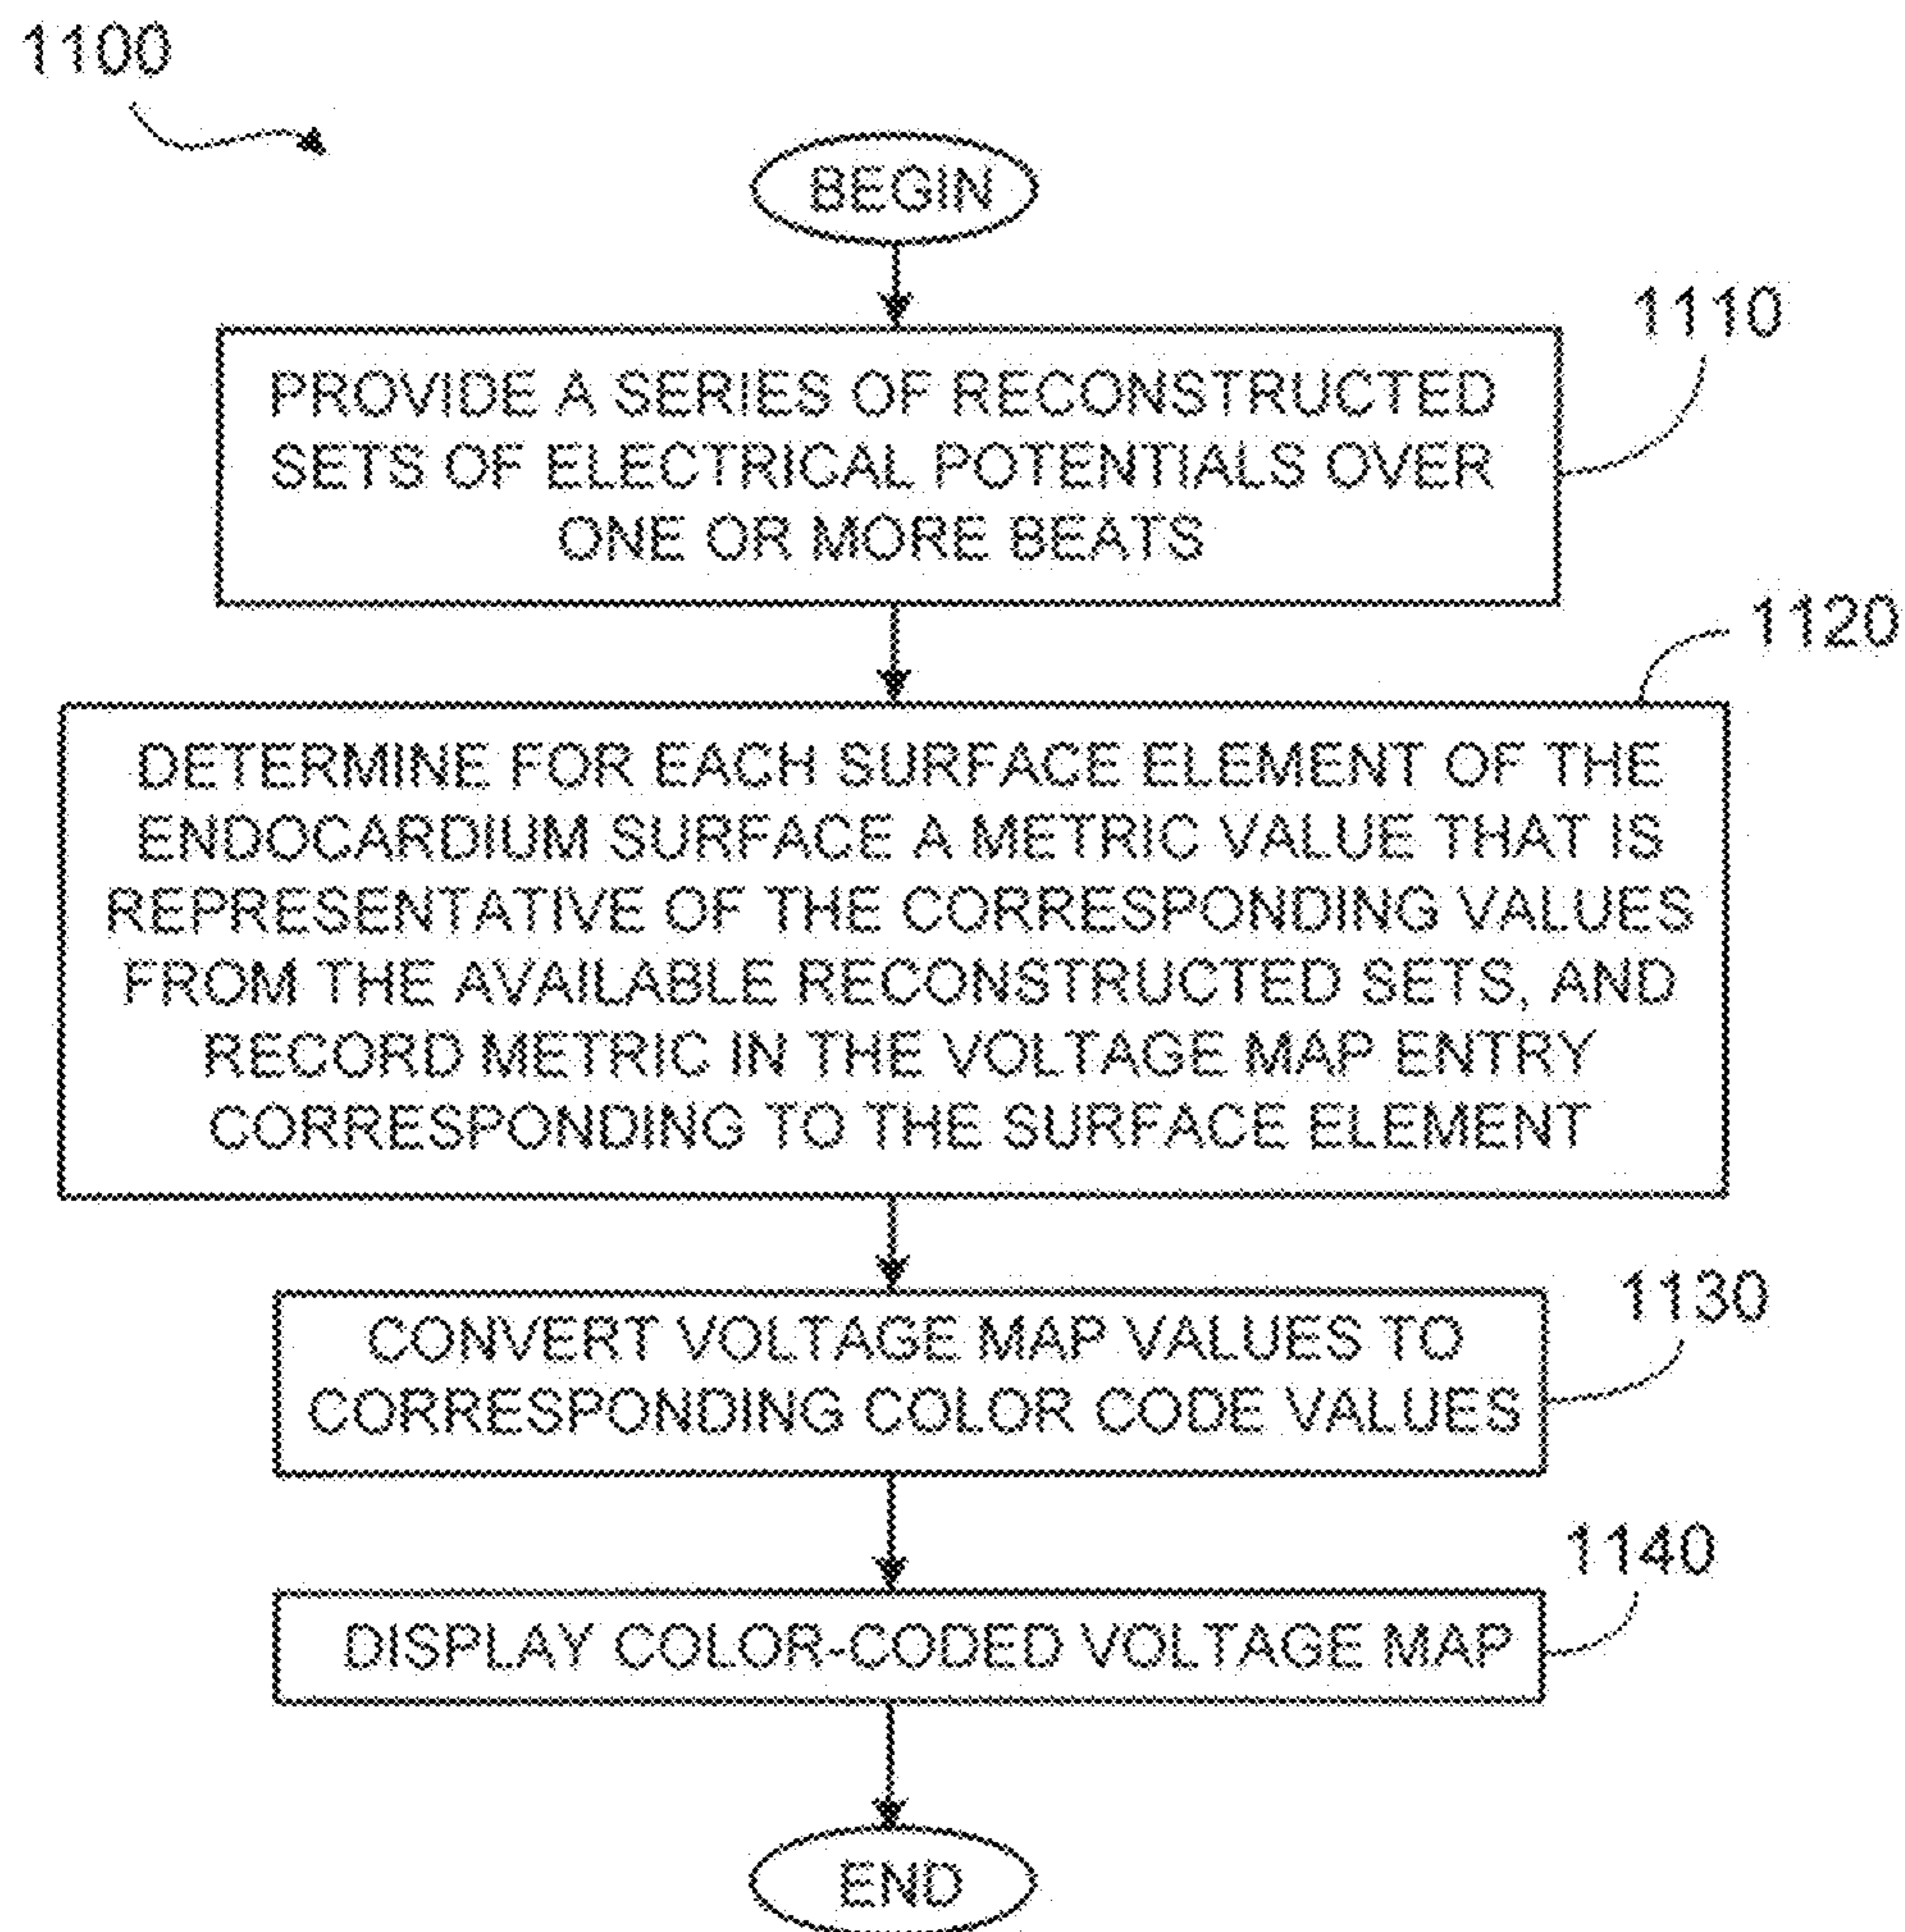 1100
BEGIN
1110
PROVIDE A SERIES OF RECONSTRUCTED
SETS OF ELECTRICAL POTENTIALS OVER
ONE OR MORE BEATS
1120
DETERMINE FOR EACH SURFACE ELEMENT OF THE
ENDOCARDIUM SURFACE A METRIC VALUE THAT IS
REPRESENTATIVE OF THE CORRESPONDING VALUES
FROM THE AVAILABLE RECONSTRUCTED SETS, AND
RECORD METRIC IN THE VOLTAGE MAP ENTRY
CORRESPONDING TO THE SURFACE ELEMENT
1130
CONVERT VOLTAGE MAP VALUES TO
CORRESPONDING COLOR CODE VALUES
1140
DISPLAY COLOR-CODED VOLTAGE MAP
END